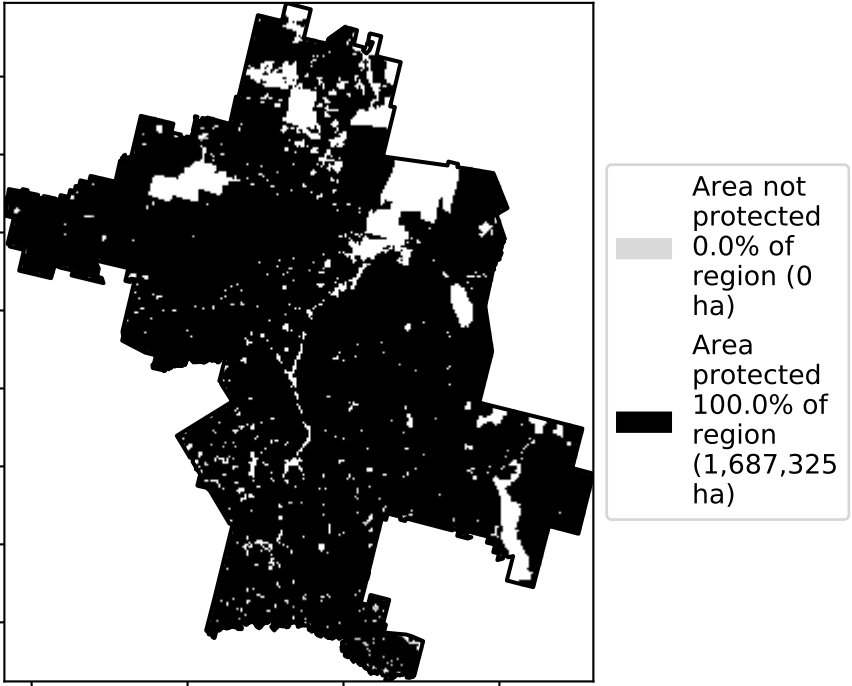 Area not
protected
0.0% of
region (0
ha)
Area
protected
100.0% of
region
(1,687,325
ha)